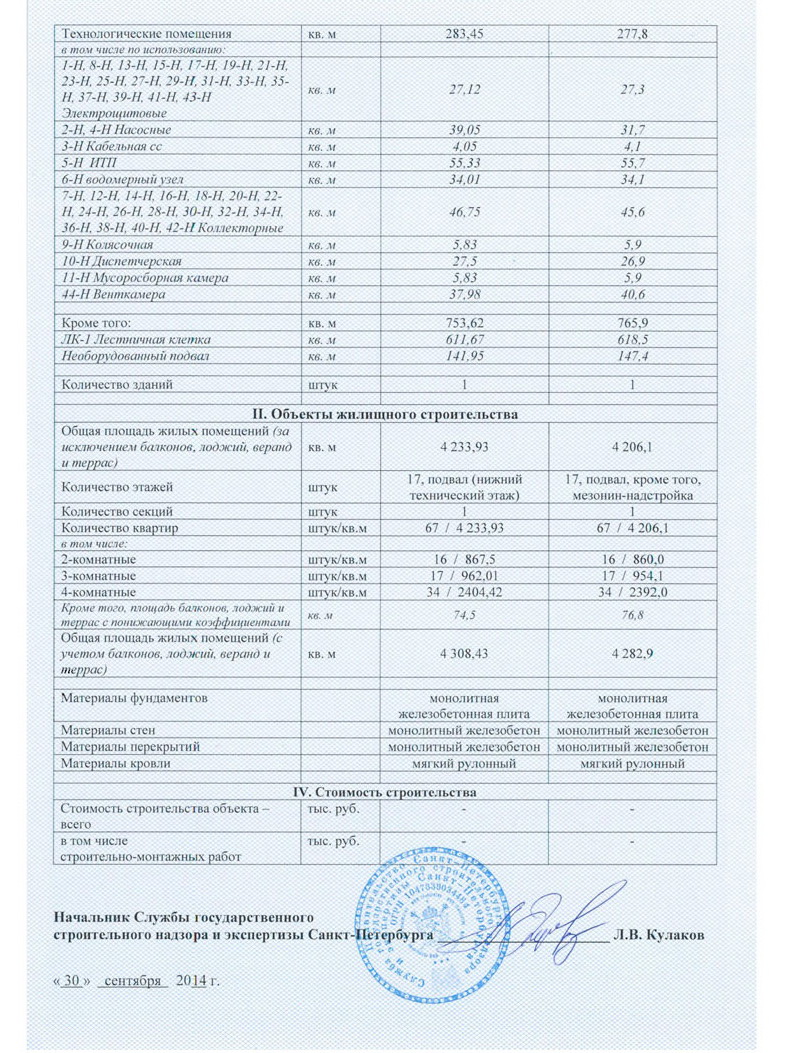 Технологические помещения кв. м 283,45 277,8
в том числе по использованию:
1-Н, 8-Н, 13-Н, 15-Н, 17-Н, 19-Н, 21-Н,
23-Н, 25-Н, 27-Н, 29-Н, 31-Н, 33-Н, 35-
Н, 37-Н, 39-Н, 41-Н, 43-Н
Электрощитовые кв. м 27,12 27,3
2-Н, 4-Н Насосные кв. м 39,05 31,7
3-Н Кабельная сс кв. м 4,05 4,1
5-Н ИТП кв. м 55,33 55,7
6-Н водомерный узел кв. м 34,01 34,1
7-Н, 12-Н, 14-Н, 16-Н, 18-Н, 20-Н, 22-
Н, 24-Н, 26-Н, 28-Н, 30-Н, 32-Н, 34-Н,
36-Н, 38-Н, 40-Н, 42-Н Коллекторные кв. м 46,75 45,6
9-Н Колясочная кв. м 5,83 5,9
10-Н Диспетчерская кв. м 27,5 26,9
11-Н Мусоросборная камера кв. м 5,83 5,9
44-Н Венткамера кв. м 37,98 40,6
Кроме того: кв. м 753,62 765,9
ЛК-1 Лестничная клетка кв. м 611,67 618,5
Необорудованный подвал кв. м 141,95 147,4
Количество зданий штук 1 1
II. Объекты жилищного строительства
Общая площадь жилых помещений (за
исключением балконов, лоджий, веранд
и террас) кв. м 4 233,93 4 206,1
Количество этажей штук 17, подвал (нижний
технический этаж) 17, подвал, кроме того,
мезонин-надстройка
Количество секций штук 1 1
Количество квартир штук/кв.м 67 / 4 233,93 67 / 4 206,1
в том числе:
2-комнатные штук/кв.м 16 / 867,5 16 / 860,0
3-комнатные штук/кв.м 17 / 962,01 17 / 954,1
4-комнатные штук/кв.м 34 / 2404,42 34 / 2392,0
Кроме того, площадь балконов, лоджий и
террас с понижающими коэффициентами кв. м 74,5 76,8
Общая площадь жилых помещений (с
учетом балконов, лоджий, веранд и
террас) кв. м 4 308,43 4 282,9
Материалы фундаментов монолитная
железобетонная плита монолитная
железобетонная плита
Материалы стен монолитный железобетон монолитный железобетон
Материалы перекрытий монолитный железобетон монолитный железобетон
Материалы кровли мягкий рулонный мягкий рулонный
IV. Стоимость строительства
Стоимость строительства объекта –
всего тыс. руб. - -
в том числе
строительно-монтажных работ тыс. руб. - -
Начальник Службы государственного
строительного надзора и экспертизы Санкт-Петербурга Л.В. Кулаков
« 30 » сентября 2014 г.